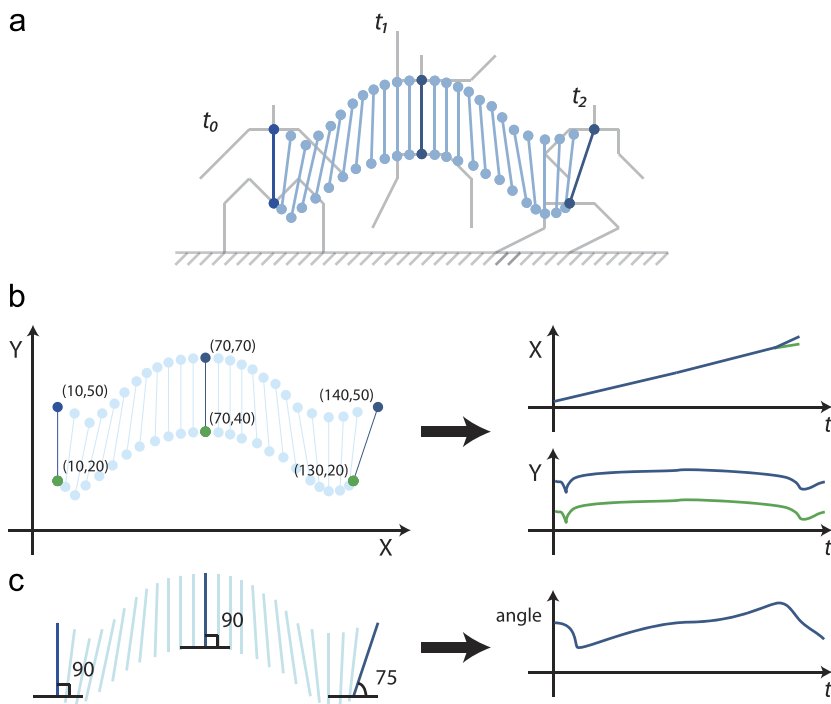 a
t0
t1
t2
b
Y
(10,50)
(10,20)
(70,70)
(70,40)
(140,50)
(130,20)
X
X
t
Y
t
c
90
90
75
angle
t